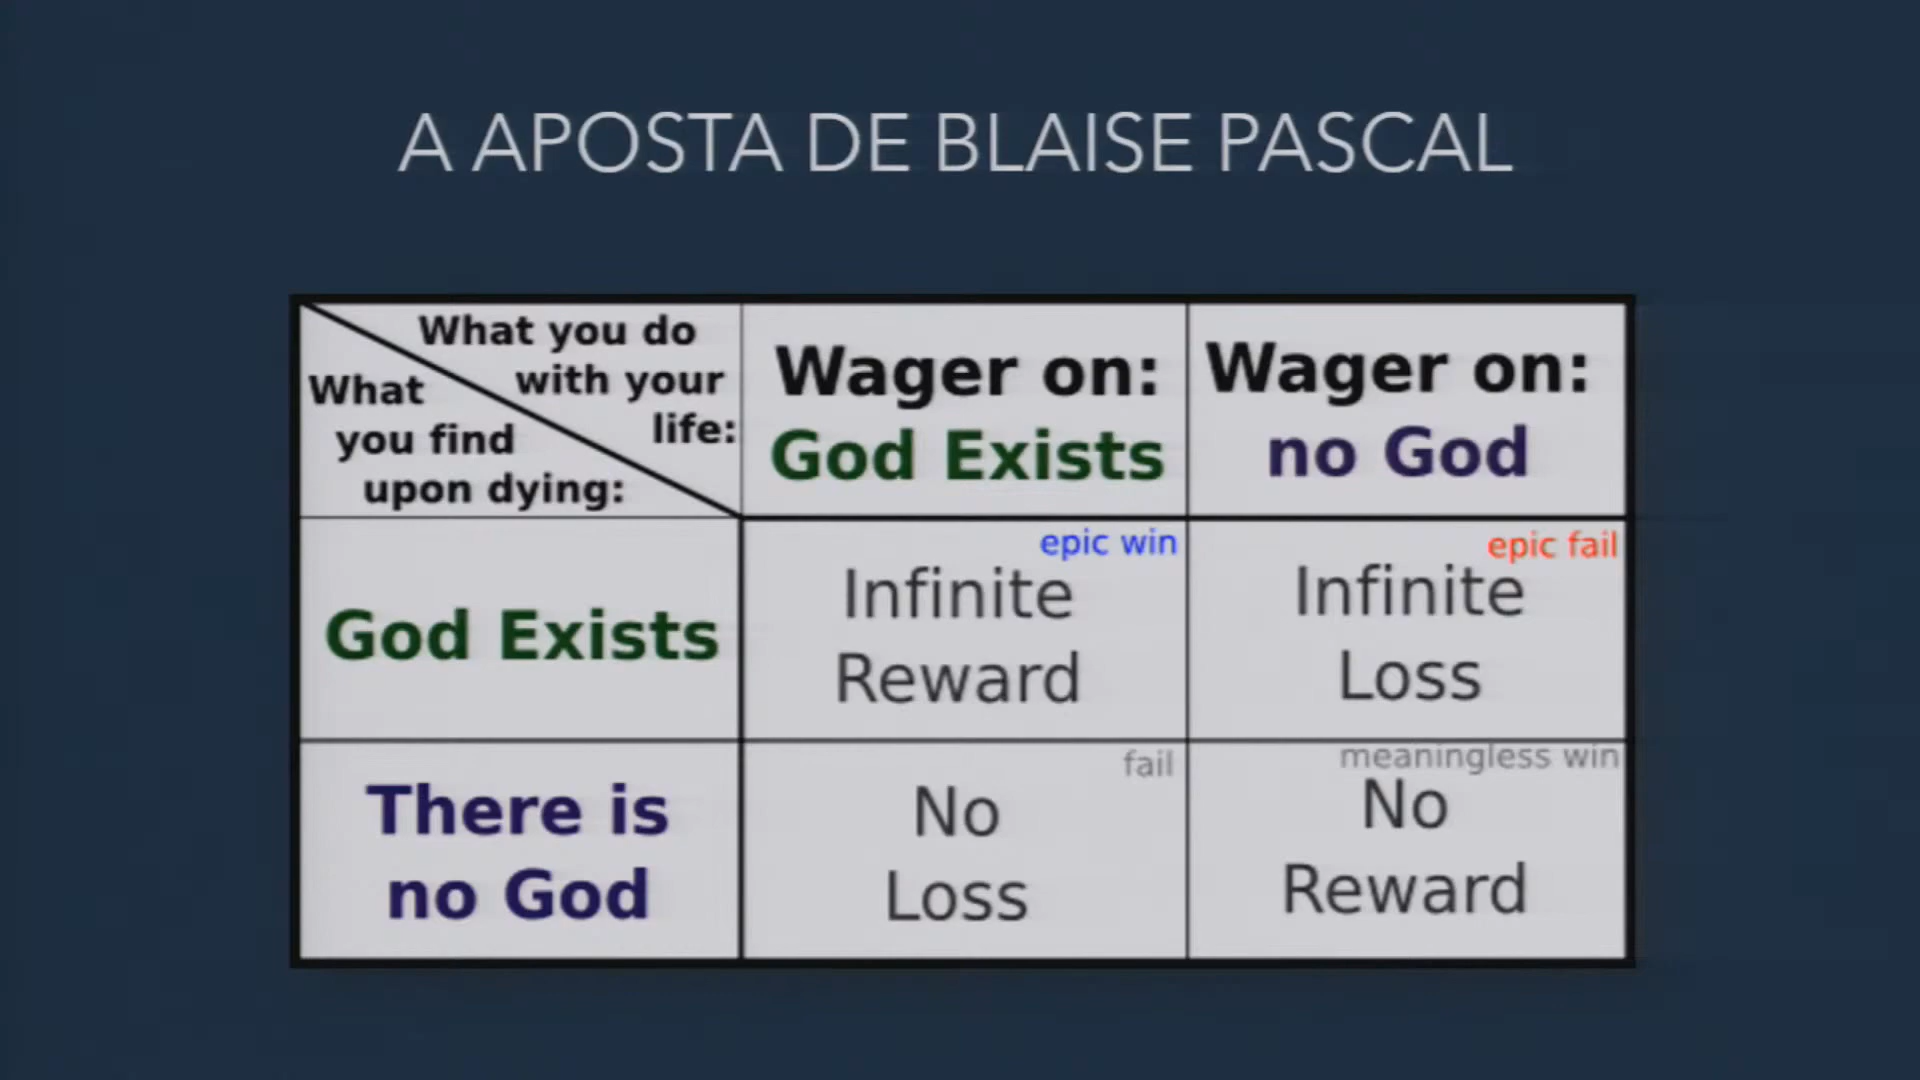 A APOSTA DE BLAISE PASCAL
What you do
with your
life:
What
you find
upon dying:
Wager on:
God Exists
Wager on:
no God
God Exists
epic win
Infinite
Reward
epic fail
Infinite
Loss
There is
no God
fail
No
Loss
meaningless win
No
Reward